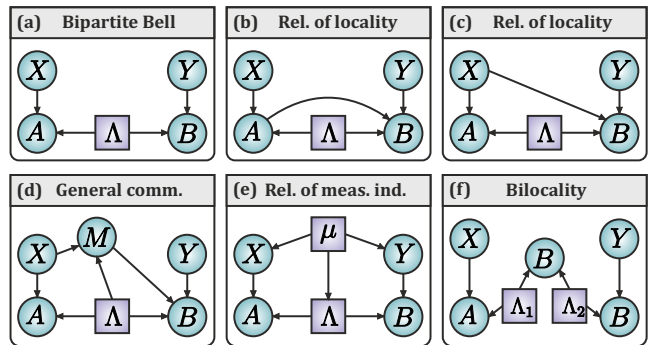 (a) Bipartite Bell
X Y
A Λ B
(b) Rel. of locality
X Y
A Λ B
(c) Rel. of locality
X Y
A Λ B
(d) General comm.
M
X Y
A Λ B
(e) Rel. of meas. ind.
μ
X Y
A Λ B
(f) Bilocality
X Y
B
A Λ₁ Λ₂ B